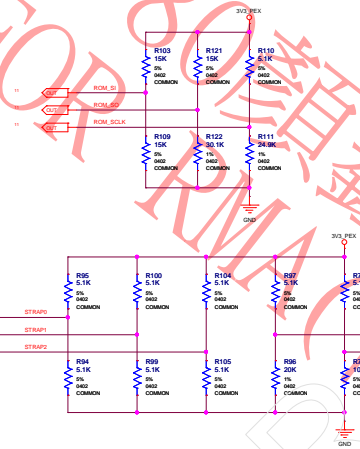 3V3_PEX
R103
15K
5%
0402
COMMON
R121
15K
5%
0402
COMMON
R110
5.1K
5%
0402
COMMON
OUT
ROM_SI
OUT
ROM_SO
OUT
ROM_SCLK
R109
15K
5%
0402
COMMON
R122
30.1K
1%
0402
COMMON
R111
24.9K
1%
0402
COMMON
GND
3V3_PEX
R95
5.1K
5%
0402
COMMON
R100
5.1K
5%
0402
COMMON
R104
5.1K
5%
0402
COMMON
R97
5.1K
5%
0402
COMMON
STRAP0
STRAP1
STRAP2
R94
5.1K
5%
0402
COMMON
R99
5.1K
5%
0402
COMMON
R105
5.1K
5%
0402
COMMON
R96
20K
1%
0402
COMMON
GND
RMA